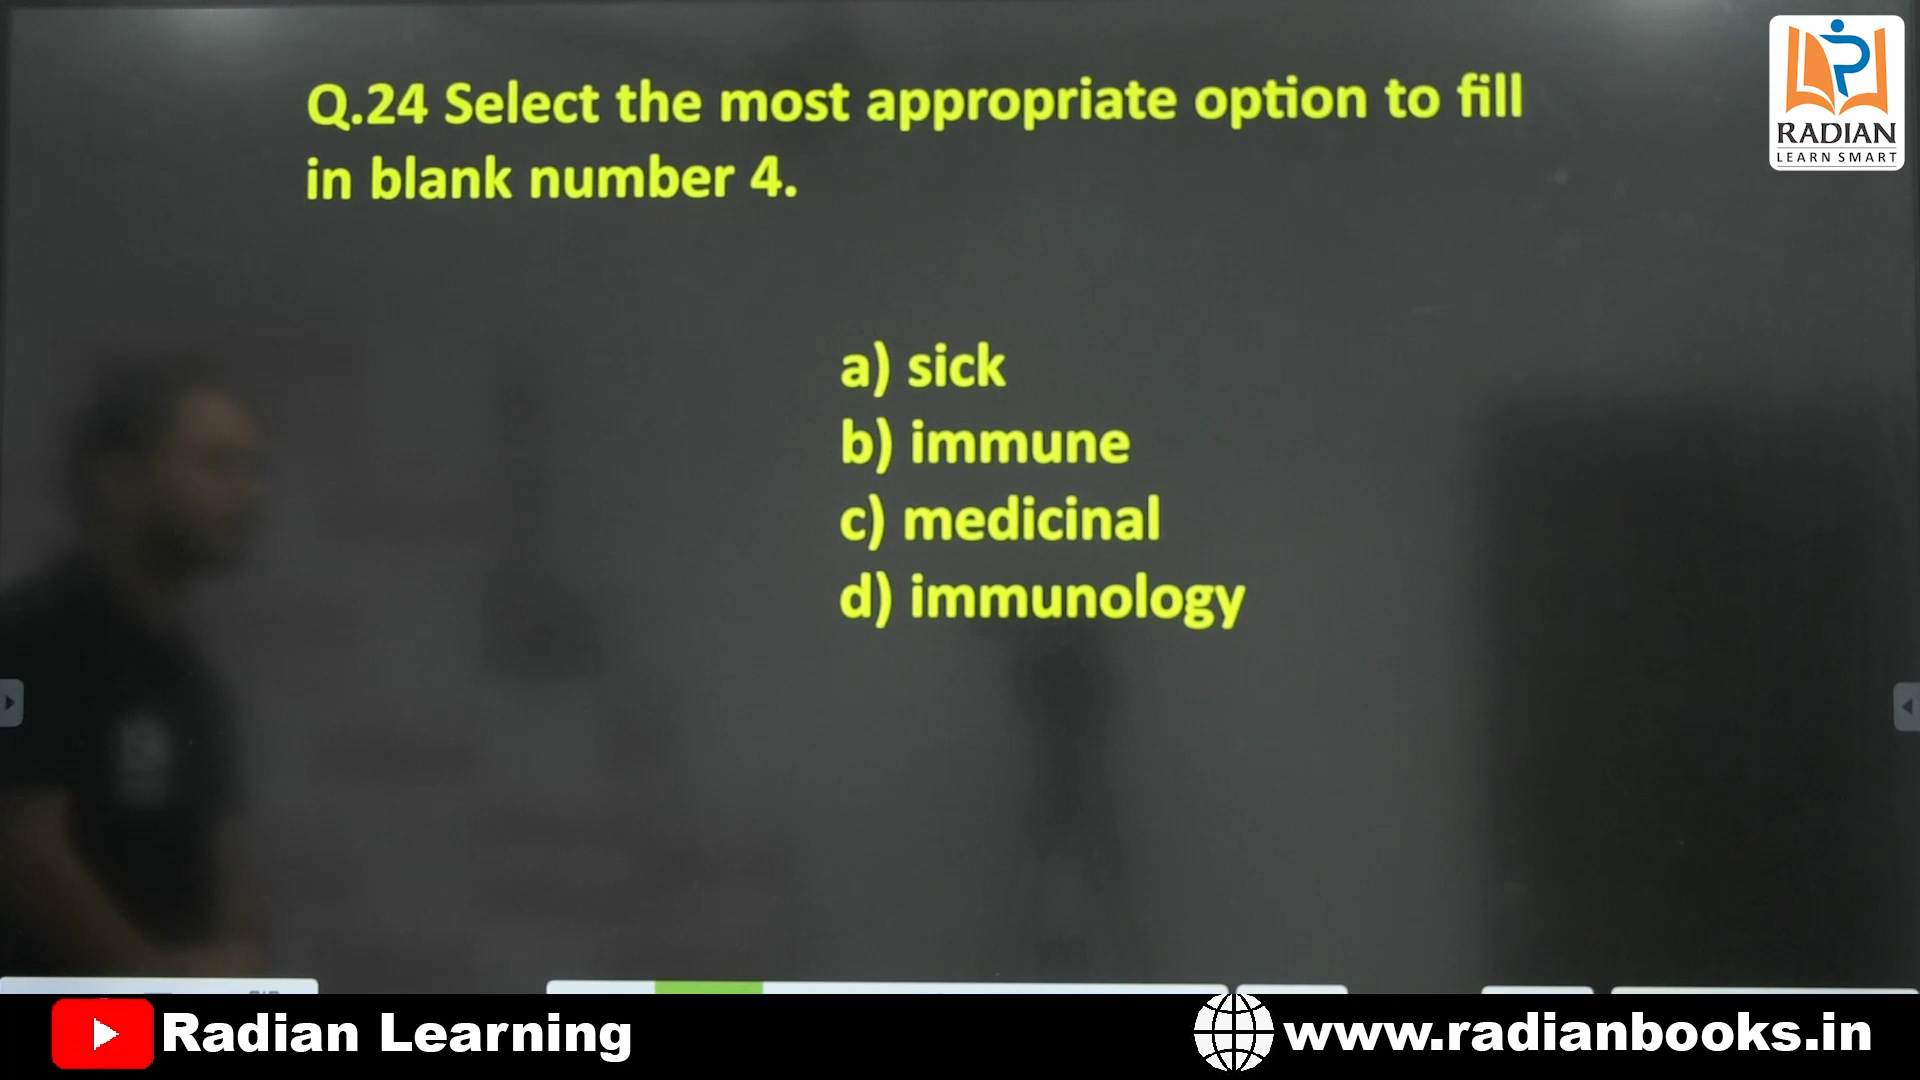 Q.24 Select the most appropriate option to fill
in blank number 4.
RADIAN
LEARN SMART
a) sick
b) immune
c) medicinal
d) immunology
Radian Learning
www.radianbooks.in